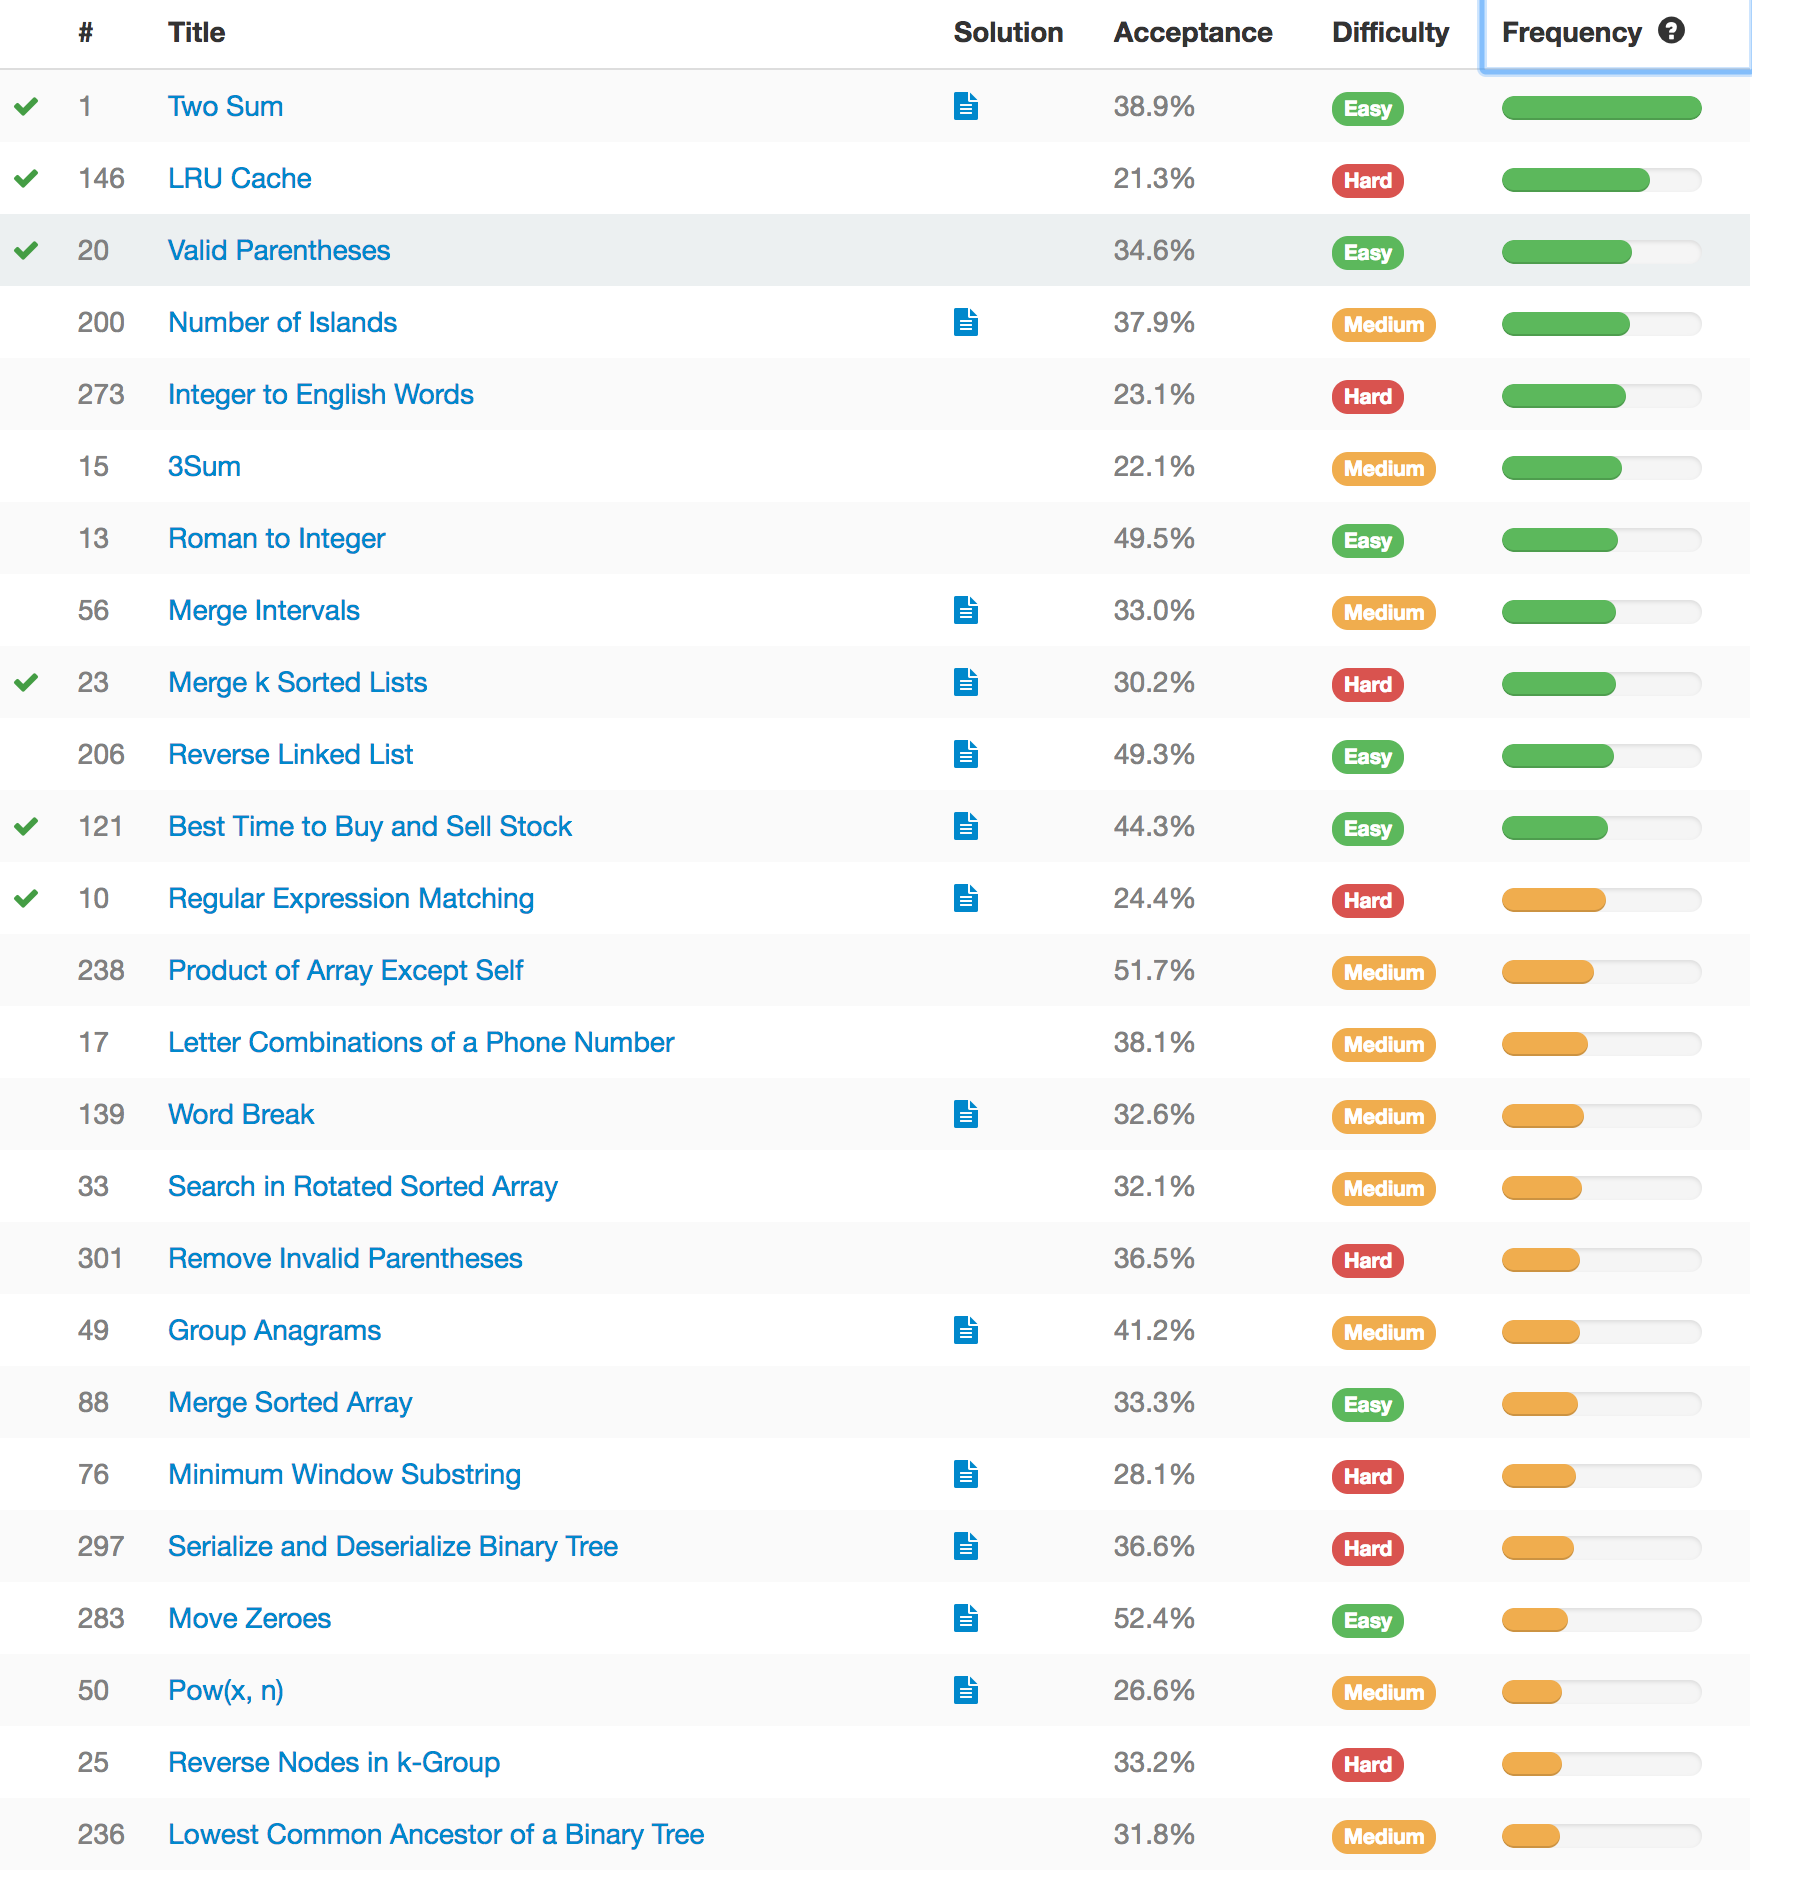 # Title Solution Acceptance Difficulty Frequency ?
1 Two Sum 38.9% Easy
146 LRU Cache 21.3% Hard
20 Valid Parentheses 34.6% Easy
200 Number of Islands 37.9% Medium
273 Integer to English Words 23.1% Hard
15 3Sum 22.1% Medium
13 Roman to Integer 49.5% Easy
56 Merge Intervals 33.0% Medium
23 Merge k Sorted Lists 30.2% Hard
206 Reverse Linked List 49.3% Easy
121 Best Time to Buy and Sell Stock 44.3% Easy
10 Regular Expression Matching 24.4% Hard
238 Product of Array Except Self 51.7% Medium
17 Letter Combinations of a Phone Number 38.1% Medium
139 Word Break 32.6% Medium
33 Search in Rotated Sorted Array 32.1% Medium
301 Remove Invalid Parentheses 36.5% Hard
49 Group Anagrams 41.2% Medium
88 Merge Sorted Array 33.3% Easy
76 Minimum Window Substring 28.1% Hard
297 Serialize and Deserialize Binary Tree 36.6% Hard
283 Move Zeroes 52.4% Easy
50 Pow(x, n) 26.6% Medium
25 Reverse Nodes in k-Group 33.2% Hard
236 Lowest Common Ancestor of a Binary Tree 31.8% Medium